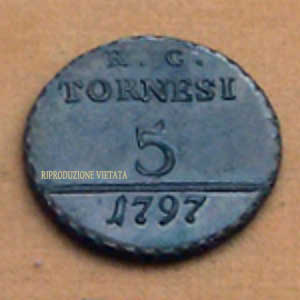 R. C.
TORNESI
5
RIPRODUZIONE VIETATA
1797